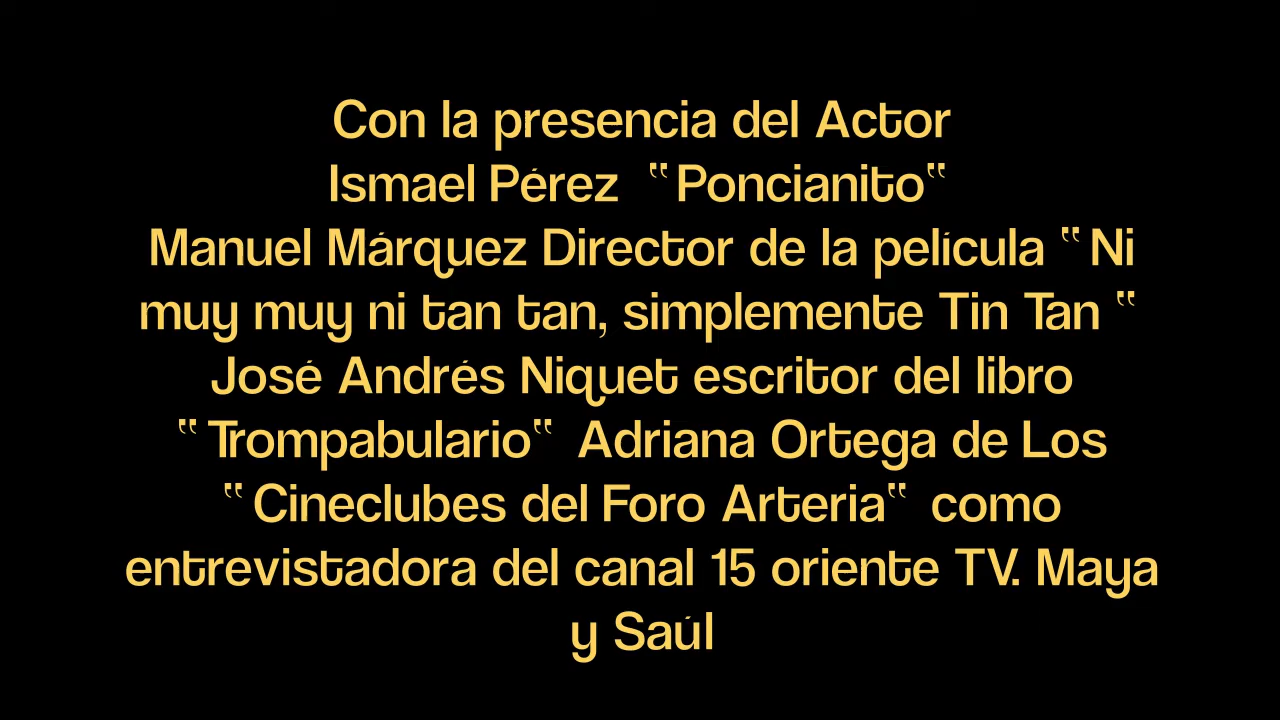 Con la presencia del Actor
Ismael Pérez "Poncianito"
Manuel Márquez Director de la película "Ni
muy muy ni tan tan, simplemente Tin Tan "
José Andrés Niquet escritor del libro
"Trompabulario" Adriana Ortega de Los
"Cineclubes del Foro Arteria" como
entrevistadora del canal 15 oriente TV. Maya
y Saúl